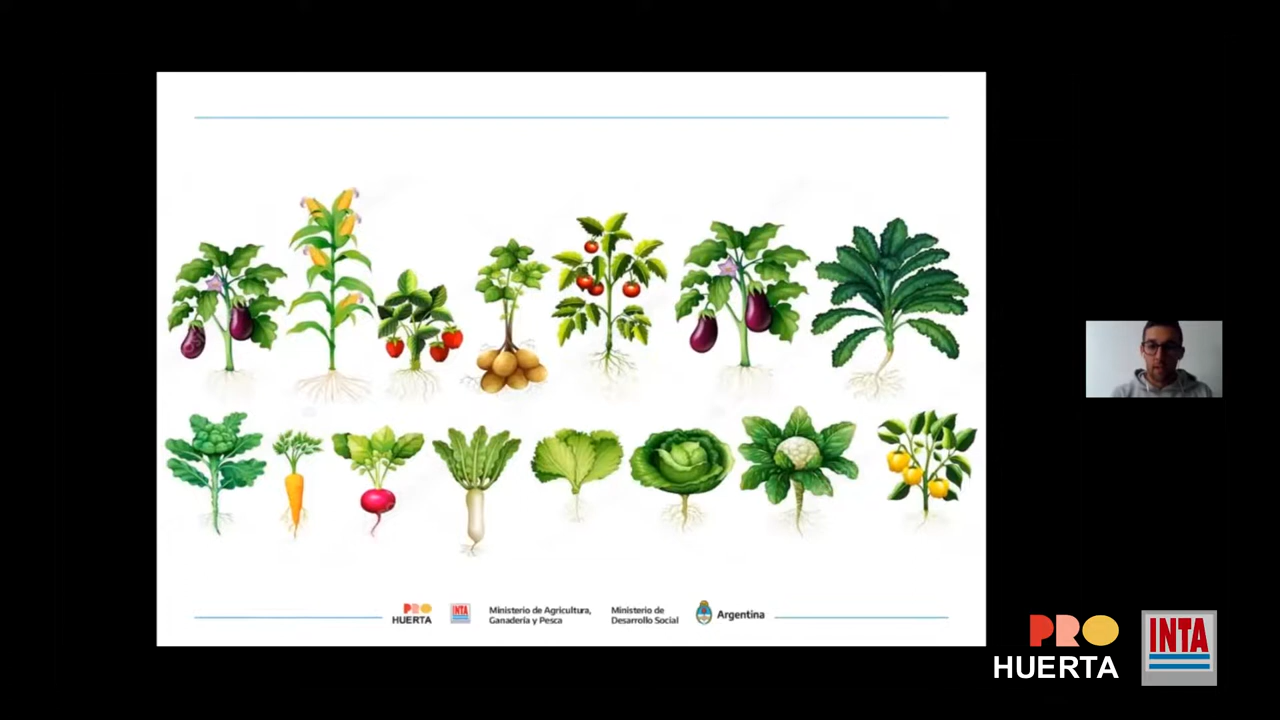 PRO
HUERTA
INTA
Ministerio de Agricultura,
Ganadería y Pesca
Ministerio de
Desarrollo Social
Argentina
PRO
HUERTA
INTA